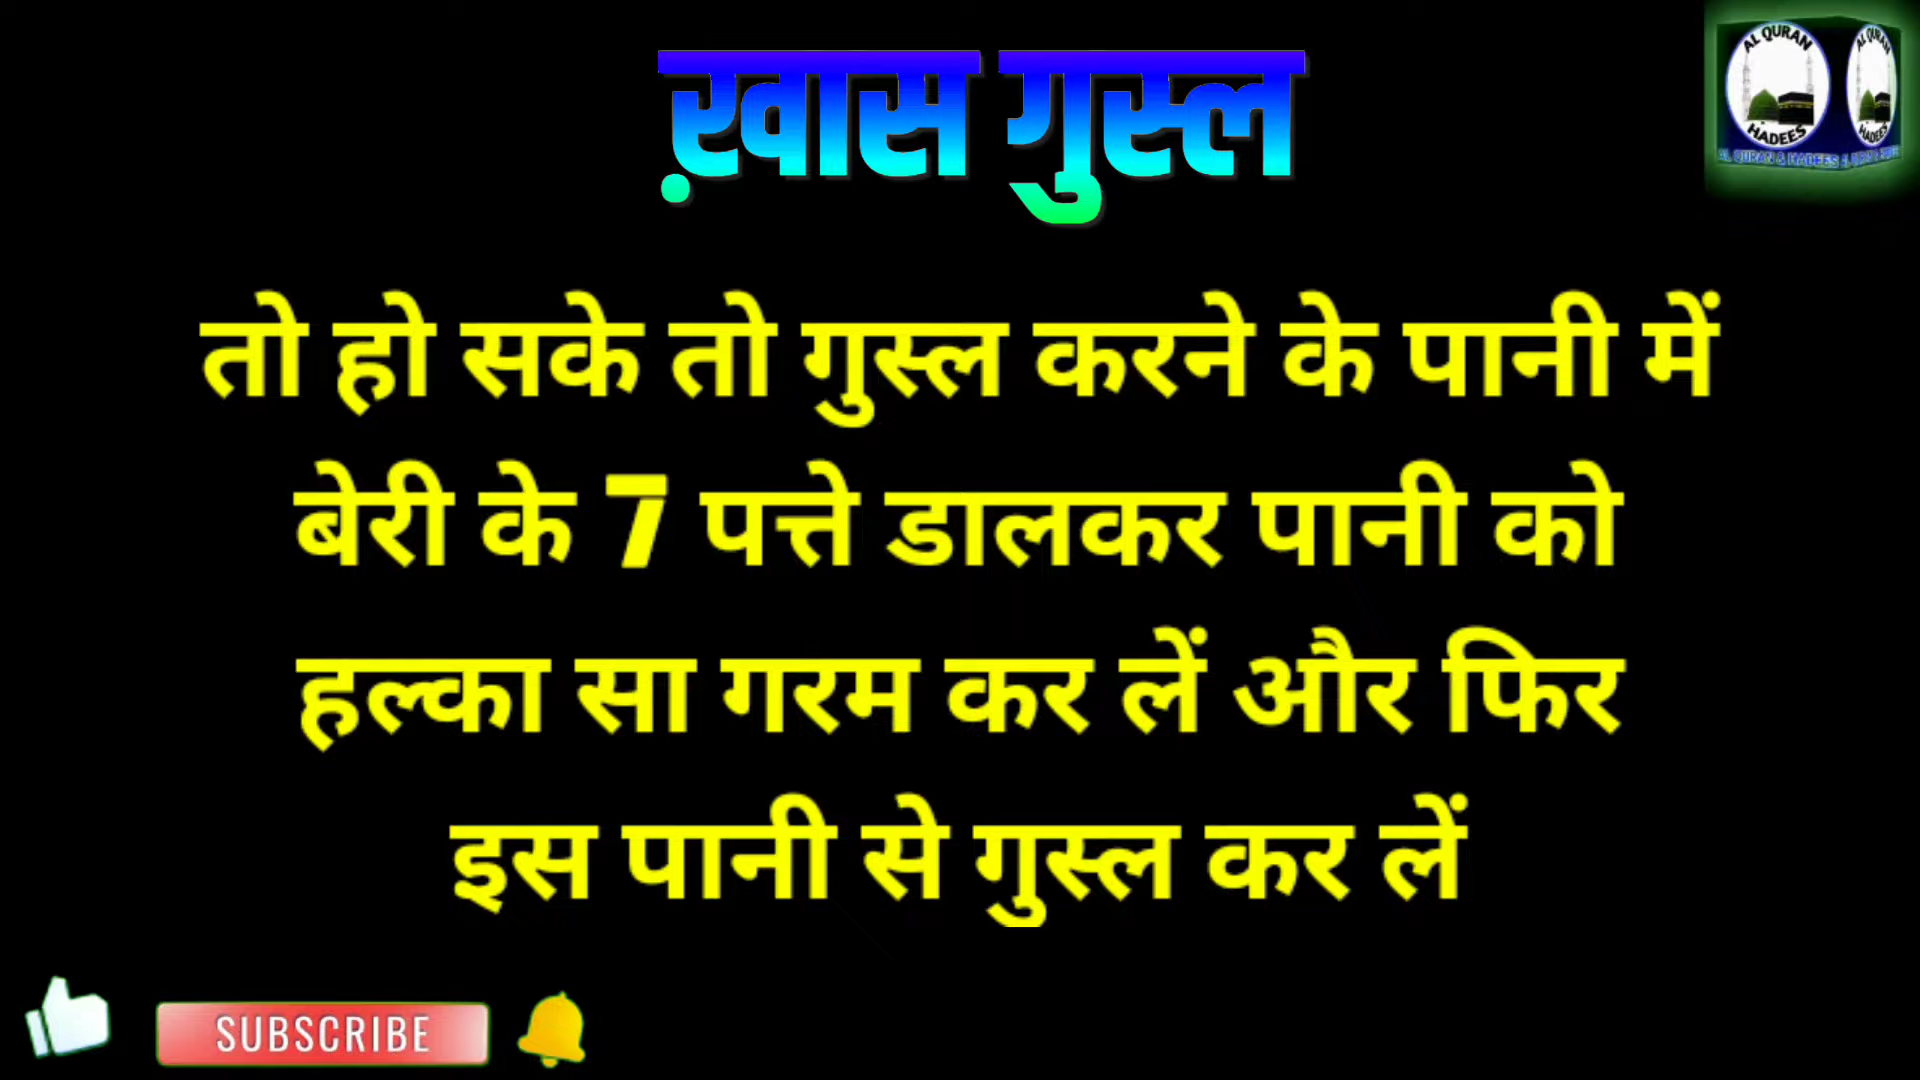 ख़ास गुस्ल
AL QURAN
HADEES
तो हो सके तो गुस्ल करने के पानी में
बेरी के 7 पत्ते डालकर पानी को
हल्का सा गरम कर लें और फिर
इस पानी से गुस्ल कर लें
SUBSCRIBE